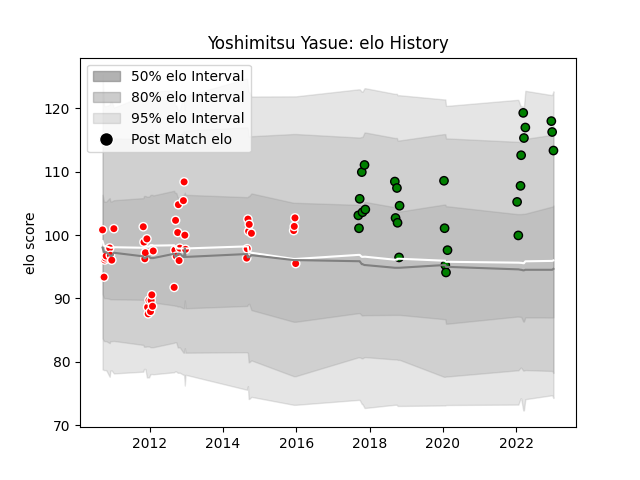 Yoshimitsu Yasue: elo History
50% elo Interval
80% elo Interval
95% elo Interval
Post Match elo
elo score
120
110
100
90
80
70
2012 2014 2016 2018 2020 2022